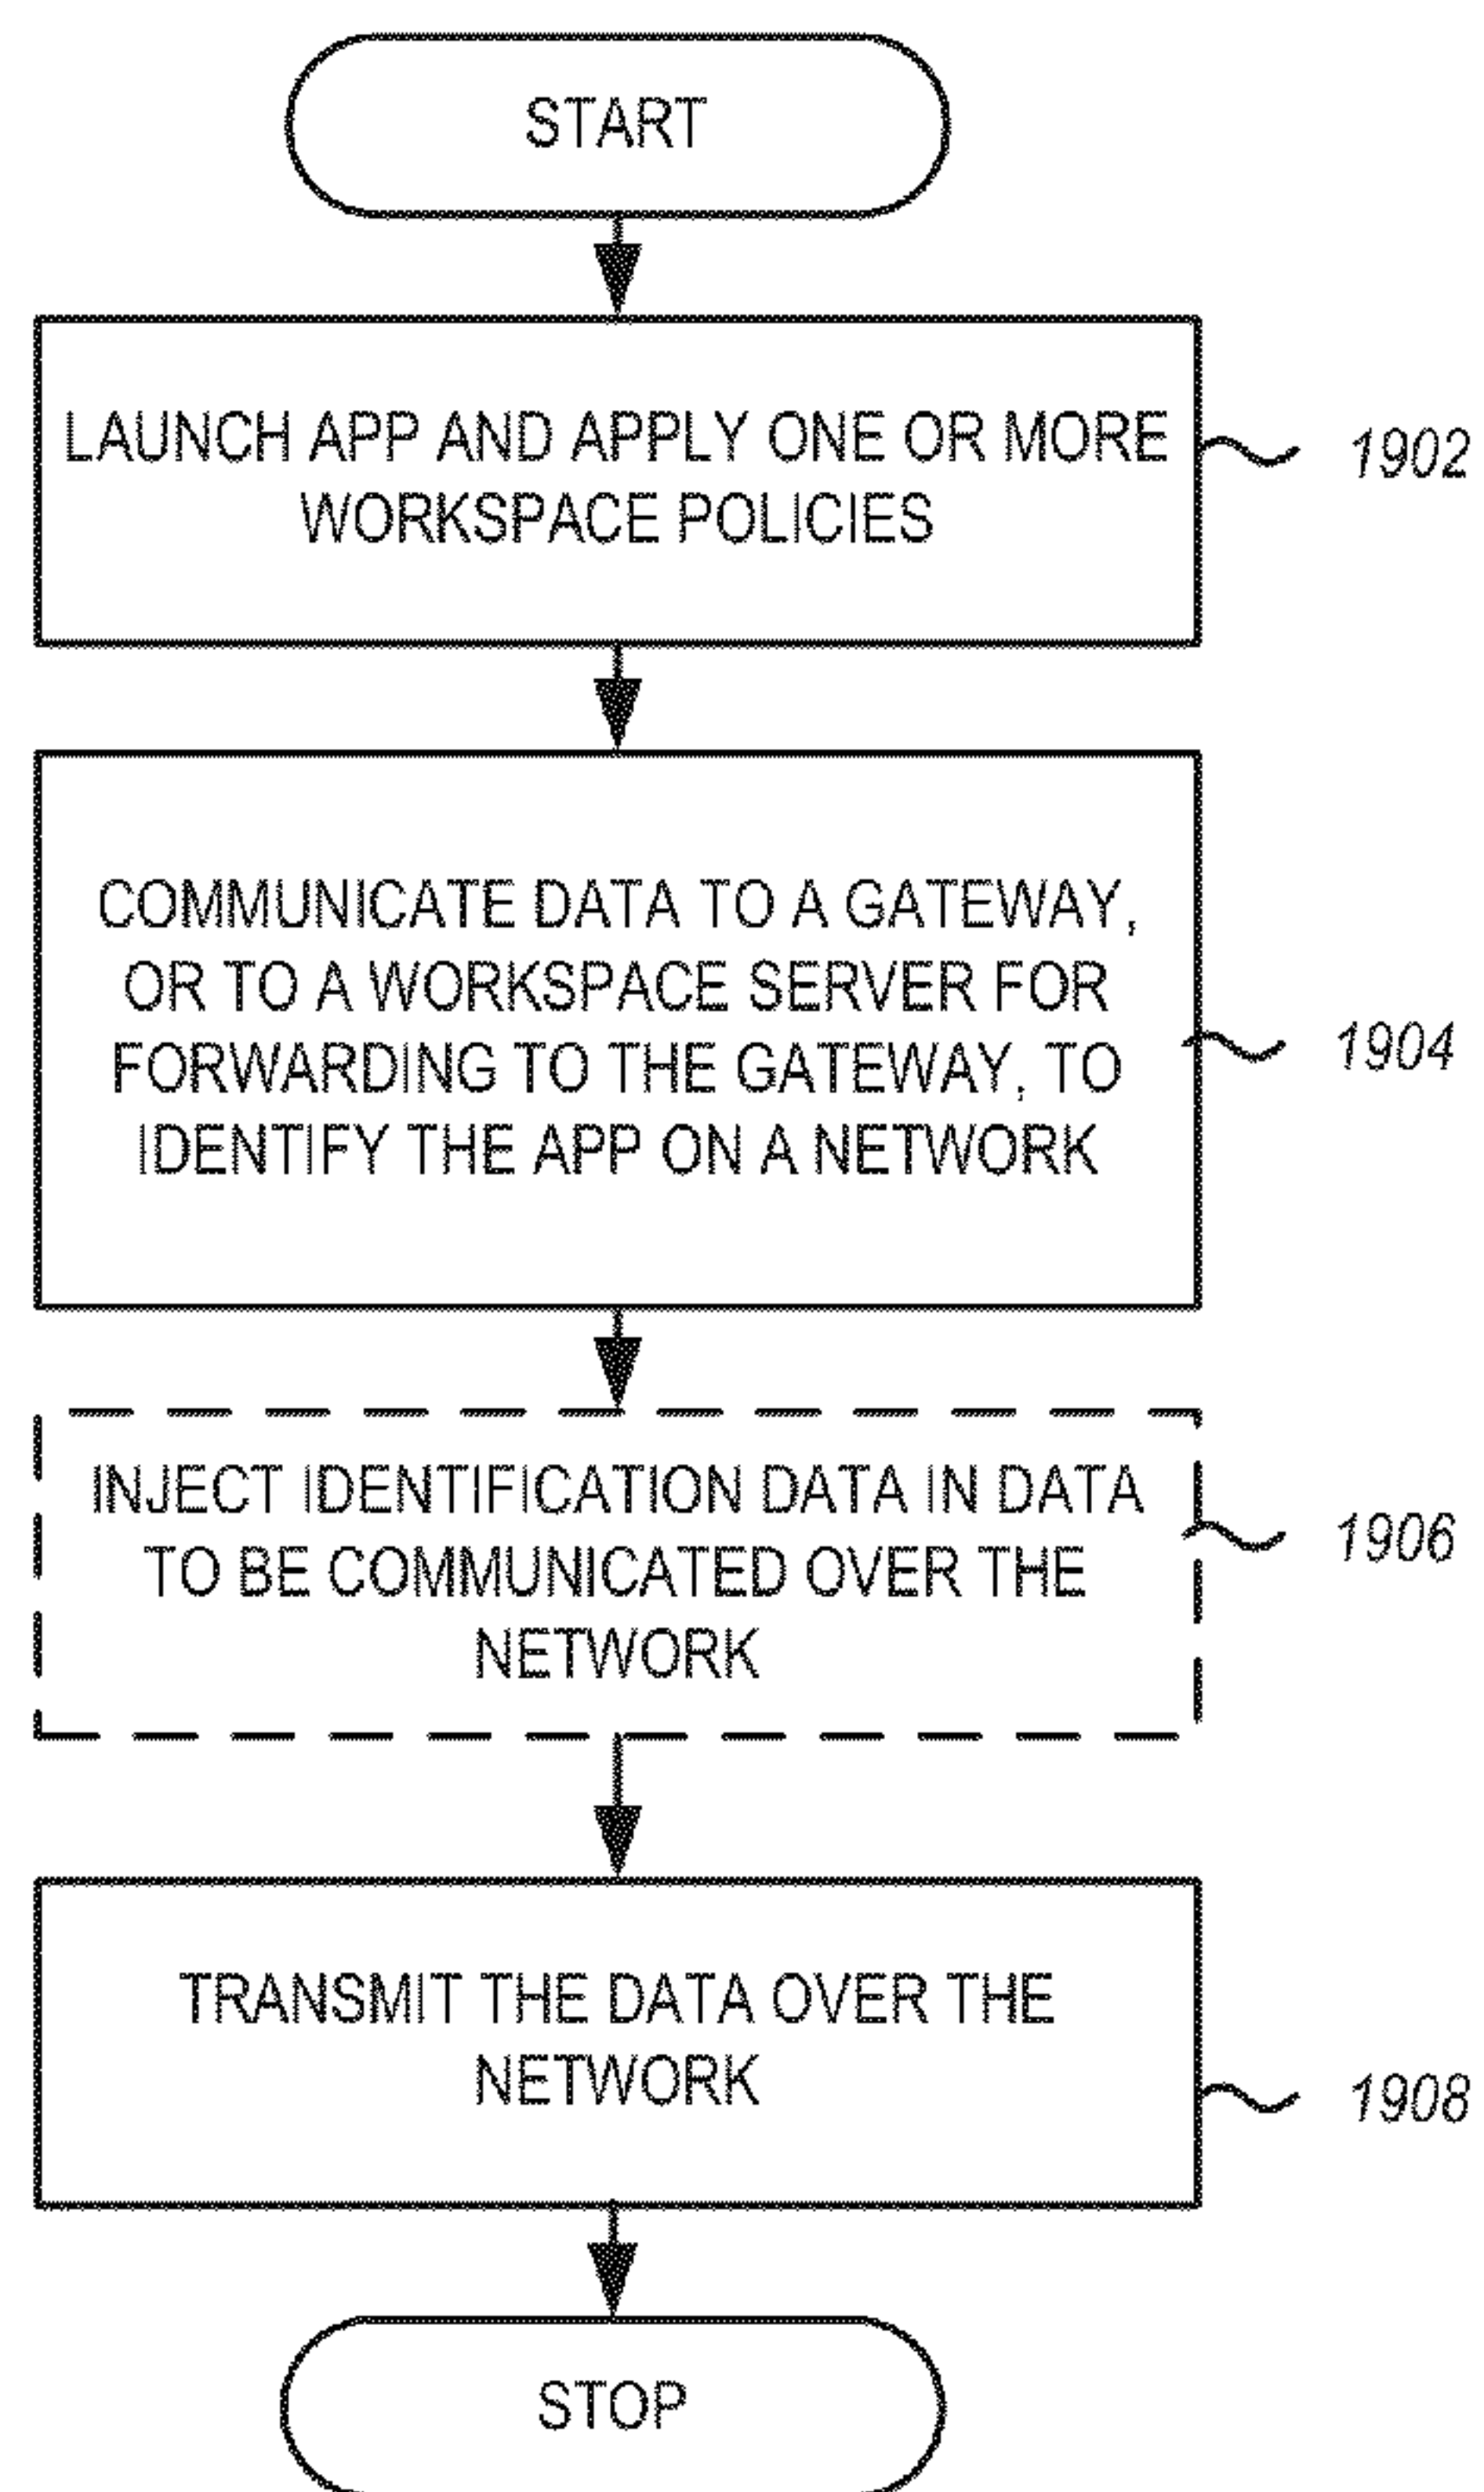 START
LAUNCH APP AND APPLY ONE OR MORE
WORKSPACE POLICIES
1902
COMMUNICATE DATA TO A GATEWAY,
OR TO A WORKSPACE SERVER FOR
FORWARDING TO THE GATEWAY, TO
IDENTIFY THE APP ON A NETWORK
1904
INJECT IDENTIFICATION DATA IN DATA
TO BE COMMUNICATED OVER THE
NETWORK
1906
TRANSMIT THE DATA OVER THE
NETWORK
1908
STOP